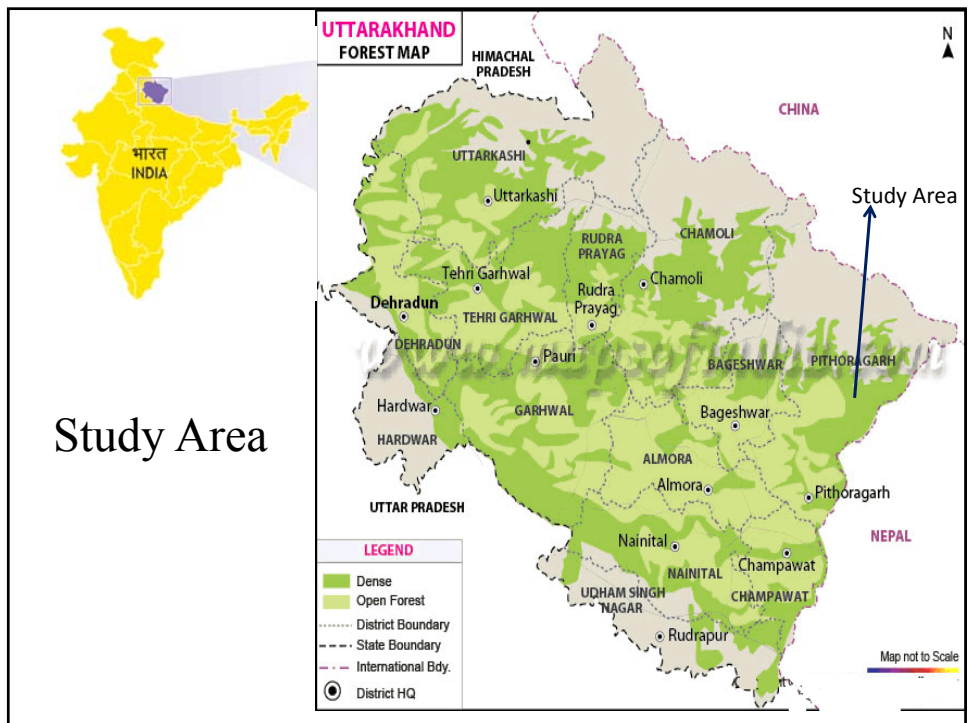 UTTARAKHAND
FOREST MAP
HIMACHAL
PRADESH
N
CHINA
भारत
INDIA
UTTARKASHI
Uttarkashi
Study Area
RUDRA
PRAYAG
CHAMOLI
Tehri Garhwal
Chamoli
Rudra
Prayag
Dehradun
TEHRI GARHWAL
DEHRADUN
www.mapsofindia.com
Pauri
BAGESHWAR
PITHORAGARH
Hardwar
GARHWAL
Bageshwar
Study Area
HARDWAR
ALMORA
Almora
Pithoragarh
UTTAR PRADESH
NEPAL
Nainital
Champawat
NAINITAL
UDHAM SINGH
NAGAR
CHAMPAWAT
Rudrapur
LEGEND
Dense
Open Forest
District Boundary
State Boundary
International Bdy.
District HQ
Map not to Scale